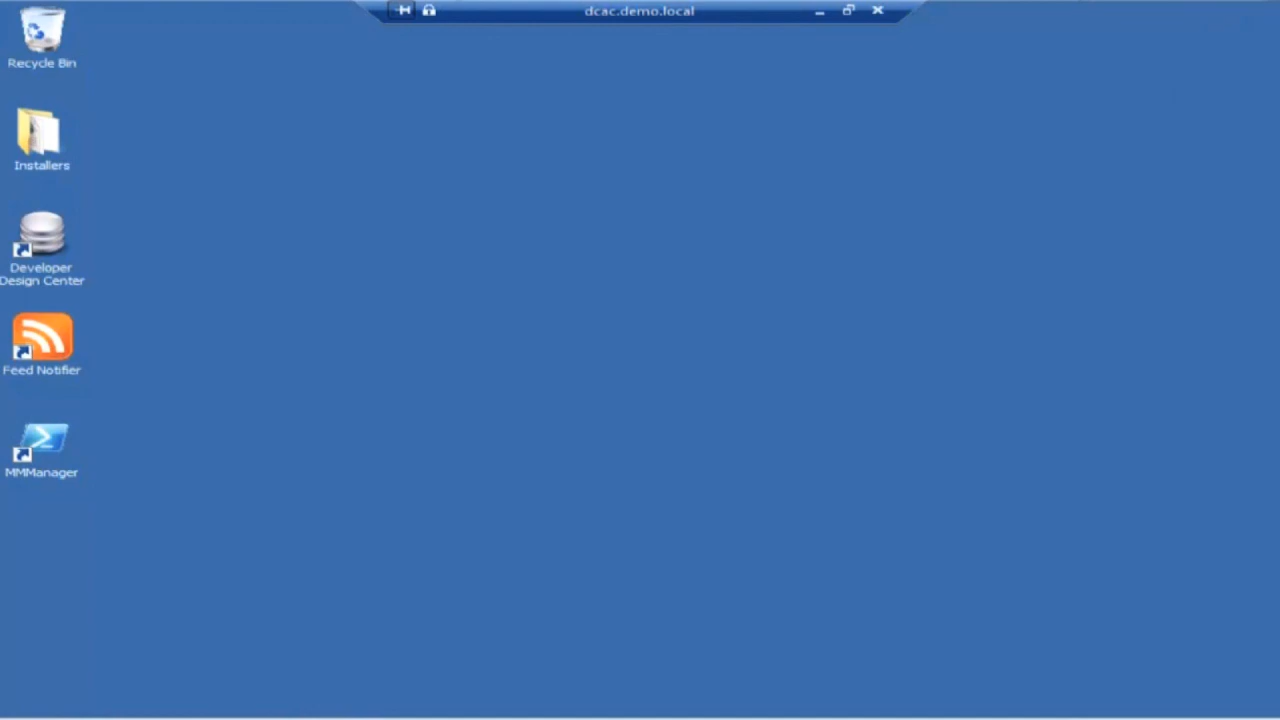 dcac.demo.local
Recycle Bin
Installers
Developer
Design Center
Feed Notifier
MMManager